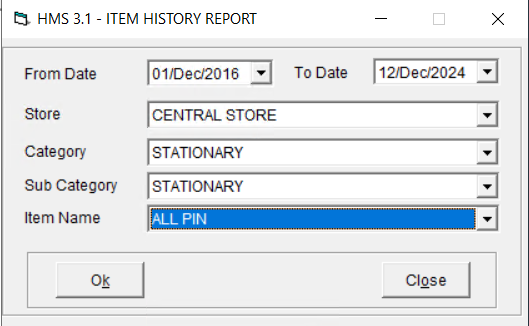 HMS 3.1 - ITEM HISTORY REPORT
From Date 01/Dec/2016 To Date 12/Dec/2024
Store CENTRAL STORE
Category STATIONARY
Sub Category STATIONARY
Item Name ALL PIN
Ok Close